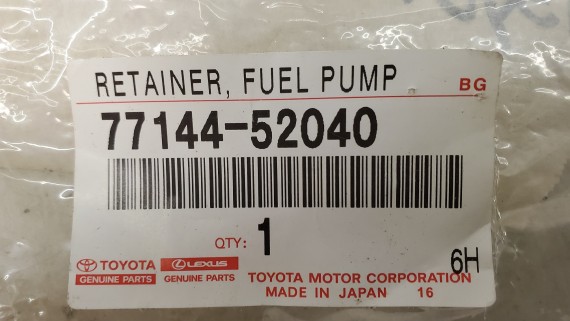 RETAINER, FUEL PUMP BG
77144-52040
QTY: 1
6H
TOYOTA LEXUS
GENUINE PARTS GENUINE PARTS
TOYOTA MOTOR CORPORATION
MADE IN JAPAN 16